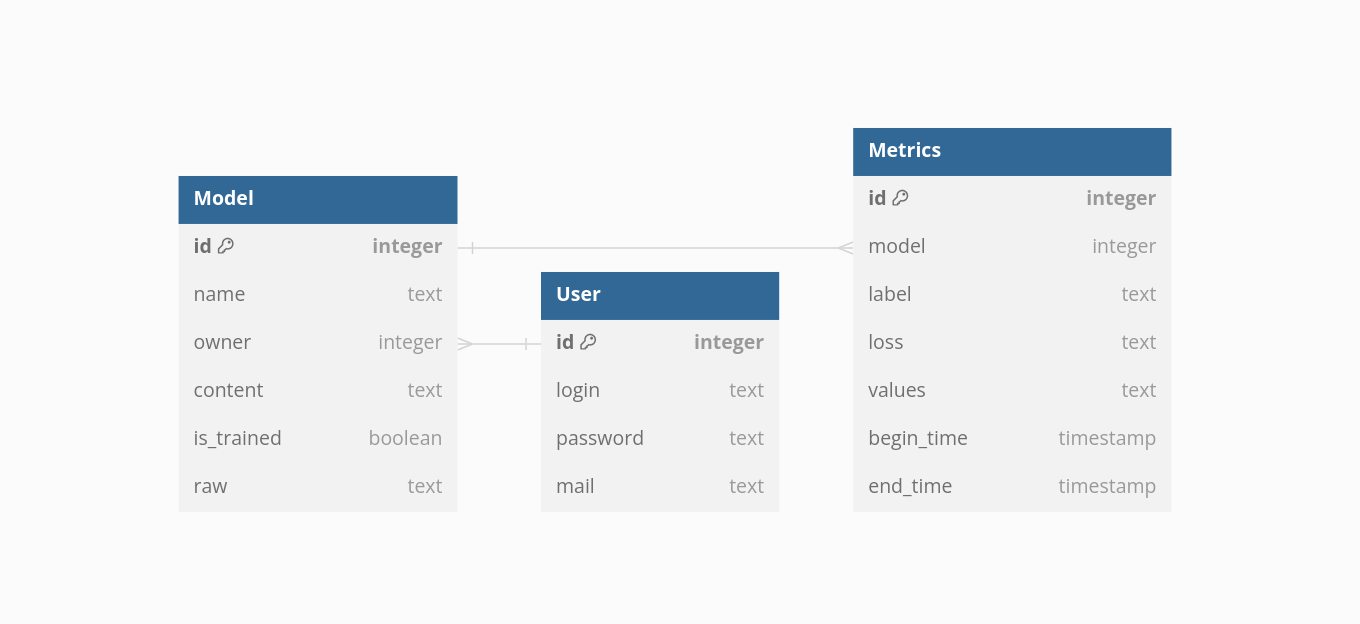 Model
id integer
name text
owner integer
content text
is_trained boolean
raw text
User
id integer
login text
password text
mail text
Metrics
id integer
model integer
label text
loss text
values text
begin_time timestamp
end_time timestamp